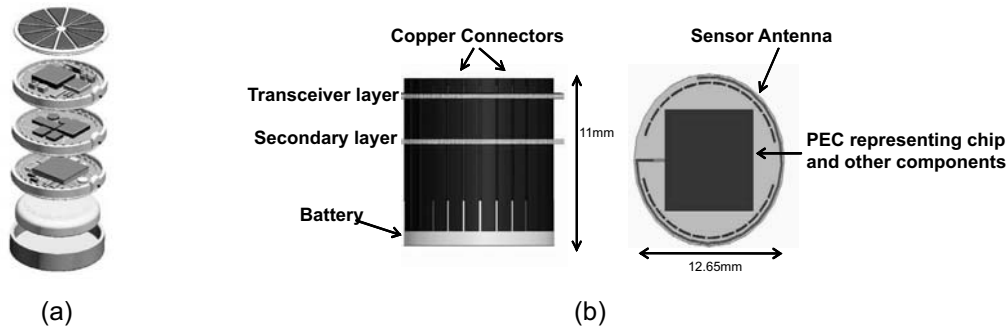 Copper Connectors
Sensor Antenna
Transceiver layer
Secondary layer
11mm
PEC representing chip
and other components
Battery
12.65mm
(a)
(b)